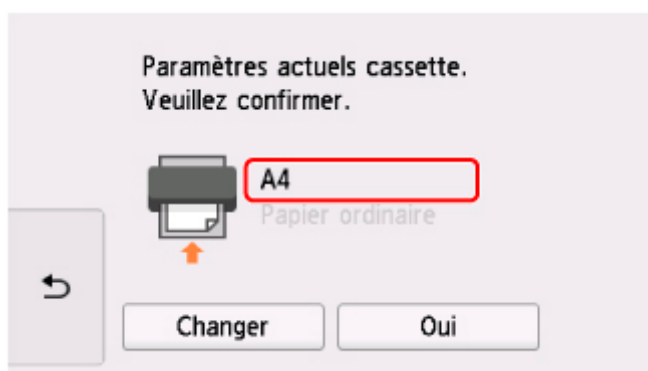 Paramètres actuels cassette.
Veuillez confirmer.
A4
Papier ordinaire
Changer
Oui